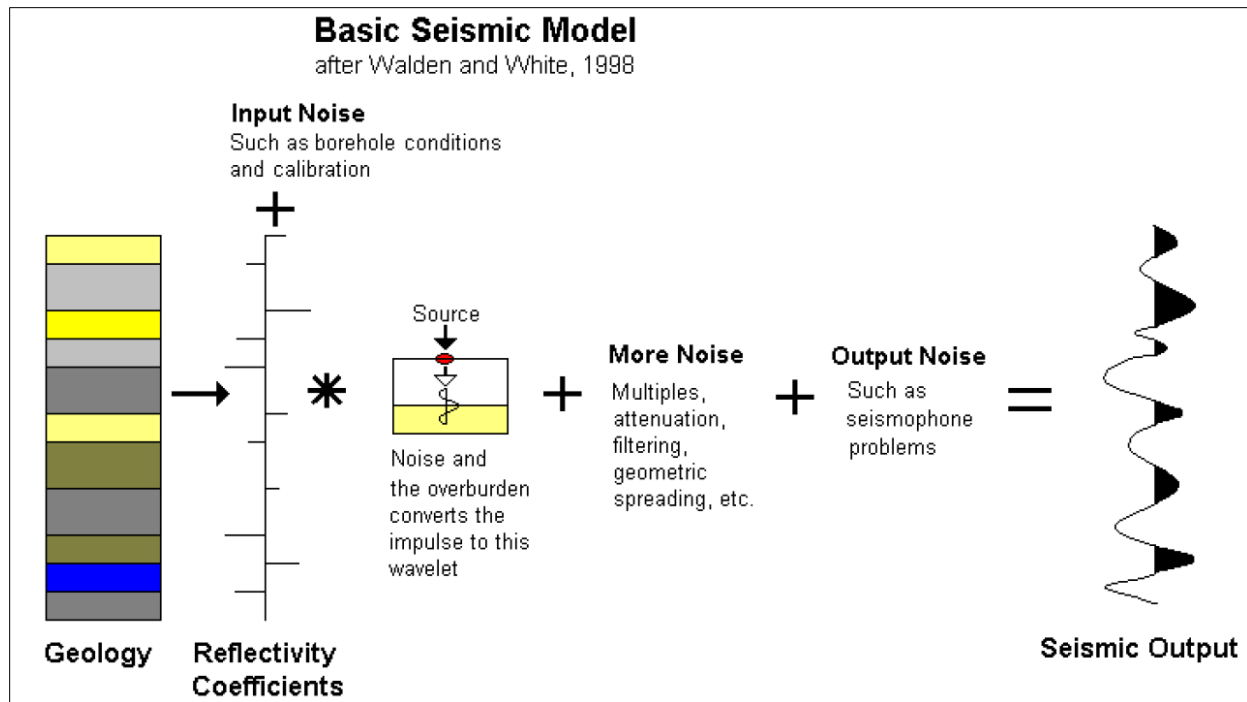 Basic Seismic Model
after Walden and White, 1998
Input Noise
Such as borehole conditions
and calibration
+
Source
*
Noise and
the overburden
converts the
impulse to this
wavelet
+
More Noise
Multiples,
attenuation,
filtering,
geometric
spreading, etc.
+
Output Noise
Such as
seismophone
problems
=
Geology
Reflectivity
Coefficients
Seismic Output